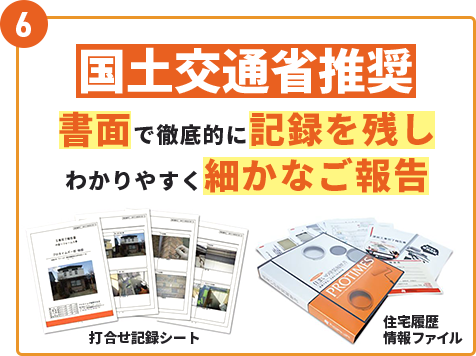 6
国土交通省推奨
書面で徹底的に記録を残し
わかりやすく細かなご報告
PROTIMES
打合せ記録シート
住宅履歴
情報ファイル